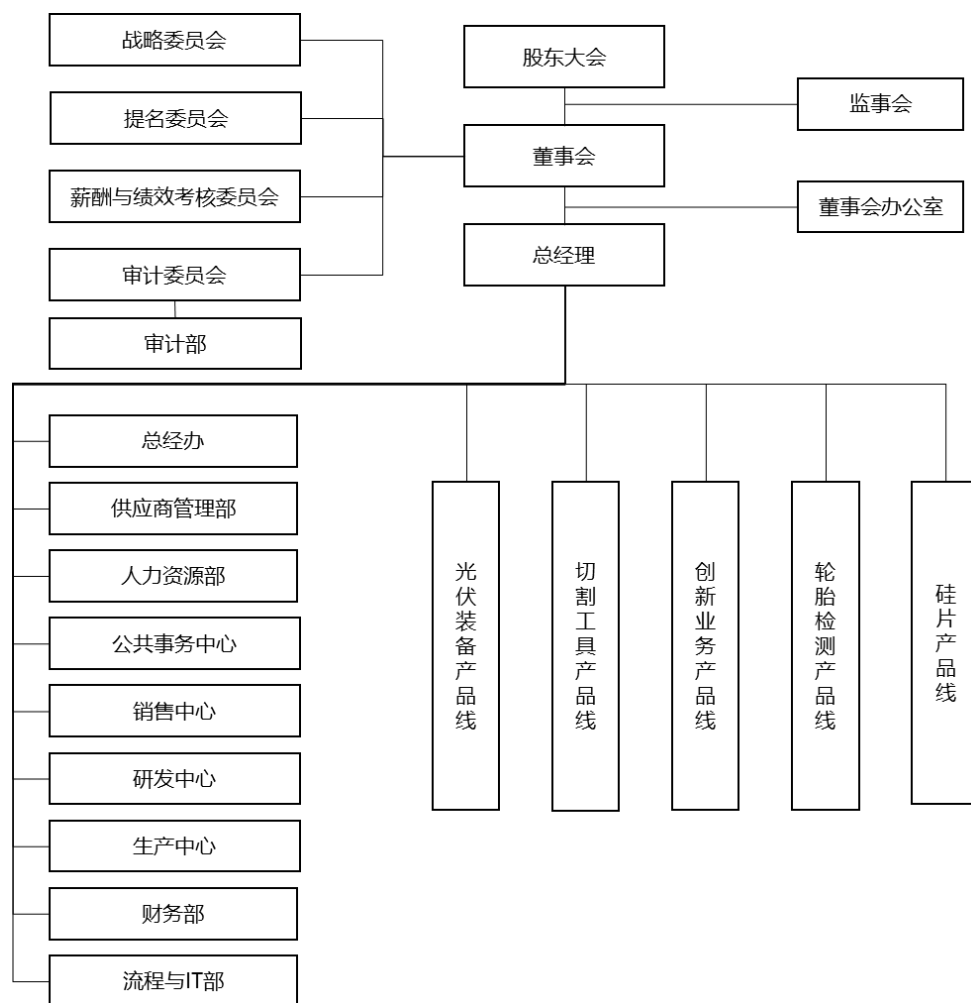 战略委员会
股东大会
提名委员会
监事会
董事会
薪酬与绩效考核委员会
董事会办公室
总经理
审计委员会
审计部
总经办
供应商管理部
人力资源部
公共事务中心
销售中心
研发中心
生产中心
财务部
流程与IT部
光伏装备产品线
切割工具产品线
创新业务产品线
轮胎检测产品线
硅片产品线